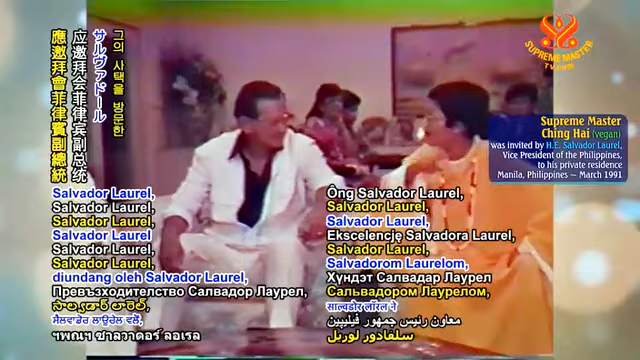 SUPREME MASTER
TV.com
Supreme Master
Ching Hai (vegan)
was invited by H.E. Salvador Laurel,
Vice President of the Philippines,
to his private residence
Manila, Philippines ~ March 1991
그의 사택을 방문한
サルヴァドール
应邀拜会菲律宾副总统
應邀拜會菲律賓副總統
Salvador Laurel,
Salvador Laurel,
Salvador Laurel,
Salvador Laurel
Salvador Laurel,
Salvador Laurel,
diundang oleh Salvador Laurel,
Превъзходителство Салвадор Лаурел,
సాల్వడార్ లారెల్,
ਸੈਲਵਾਡੋਰ ਲਾਉਰੇਲ ਵਲੋਂ,
ฯพณฯ ซาลวาดอร์ ลอเรล
Ông Salvador Laurel,
Salvador Laurel,
Salvador Laurel,
Ekscelencję Salvadora Laurel,
Salvador Laurel,
Salvadorom Laurelom,
Хүндэт Салвадар Лаурел
Сальвадором Лаурелом,
साल्वडोर लॉरेल ने
معاون رئیس جمهور فیلیپین
سلفادور لوريل